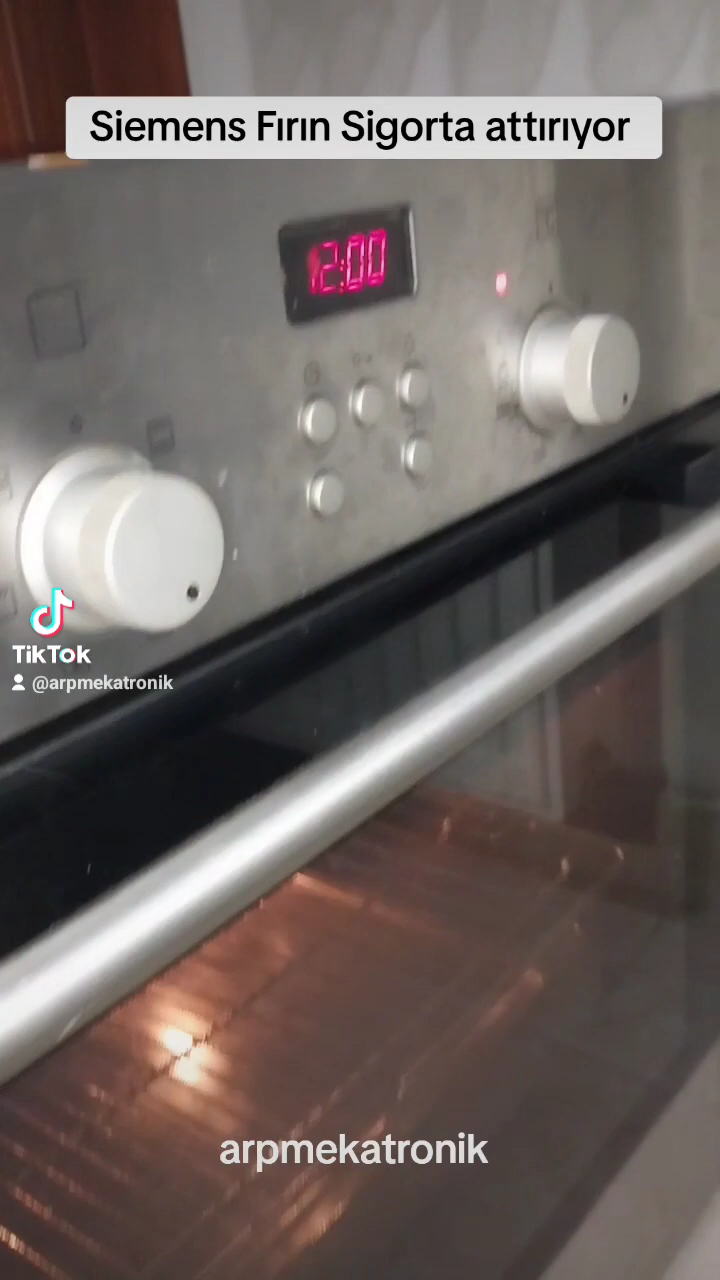 Siemens Fırın Sigorta attırıyor
12:00
TikTok
@arpmekatronik
arpmekatronik